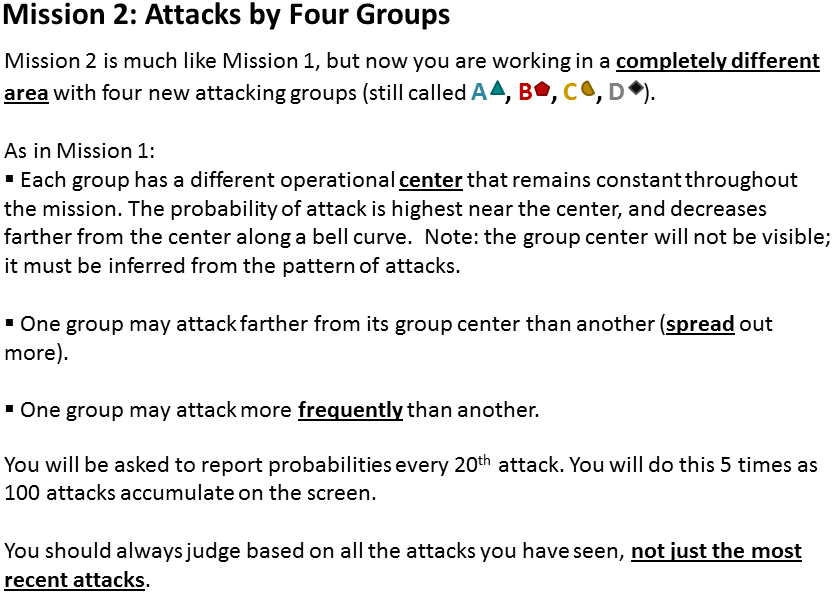 Mission 2: Attacks by Four Groups
Mission 2 is much like Mission 1, but now you are working in a completely different
area with four new attacking groups (still called A, B, C, D).
As in Mission 1:
▪ Each group has a different operational center that remains constant throughout
the mission. The probability of attack is highest near the center, and decreases
farther from the center along a bell curve.  Note: the group center will not be visible;
it must be inferred from the pattern of attacks.
▪ One group may attack farther from its group center than another (spread out
more).
▪ One group may attack more frequently than another.
You will be asked to report probabilities every 20th attack. You will do this 5 times as
100 attacks accumulate on the screen.
You should always judge based on all the attacks you have seen, not just the most
recent attacks.